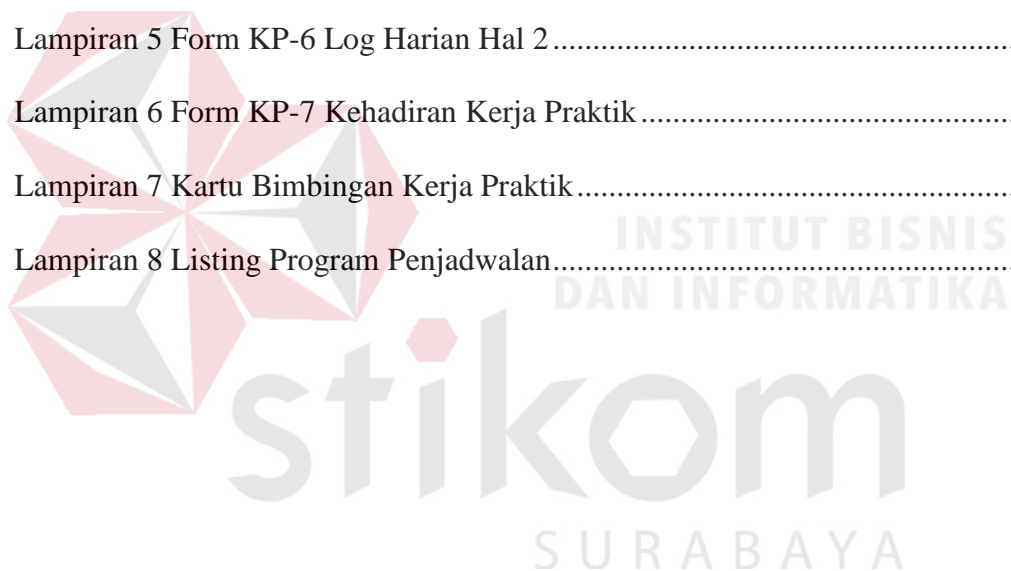 Lampiran 5 Form KP-6 Log Harian Hal 2..........................................................
Lampiran 6 Form KP-7 Kehadiran Kerja Praktik...............................................
Lampiran 7 Kartu Bimbingan Kerja Praktik.......................................................
INSTITUT BISNIS
Lampiran 8 Listing Program Penjadwalan..........................................................
DAN INFORMATIKA
stikom
SURABAYA